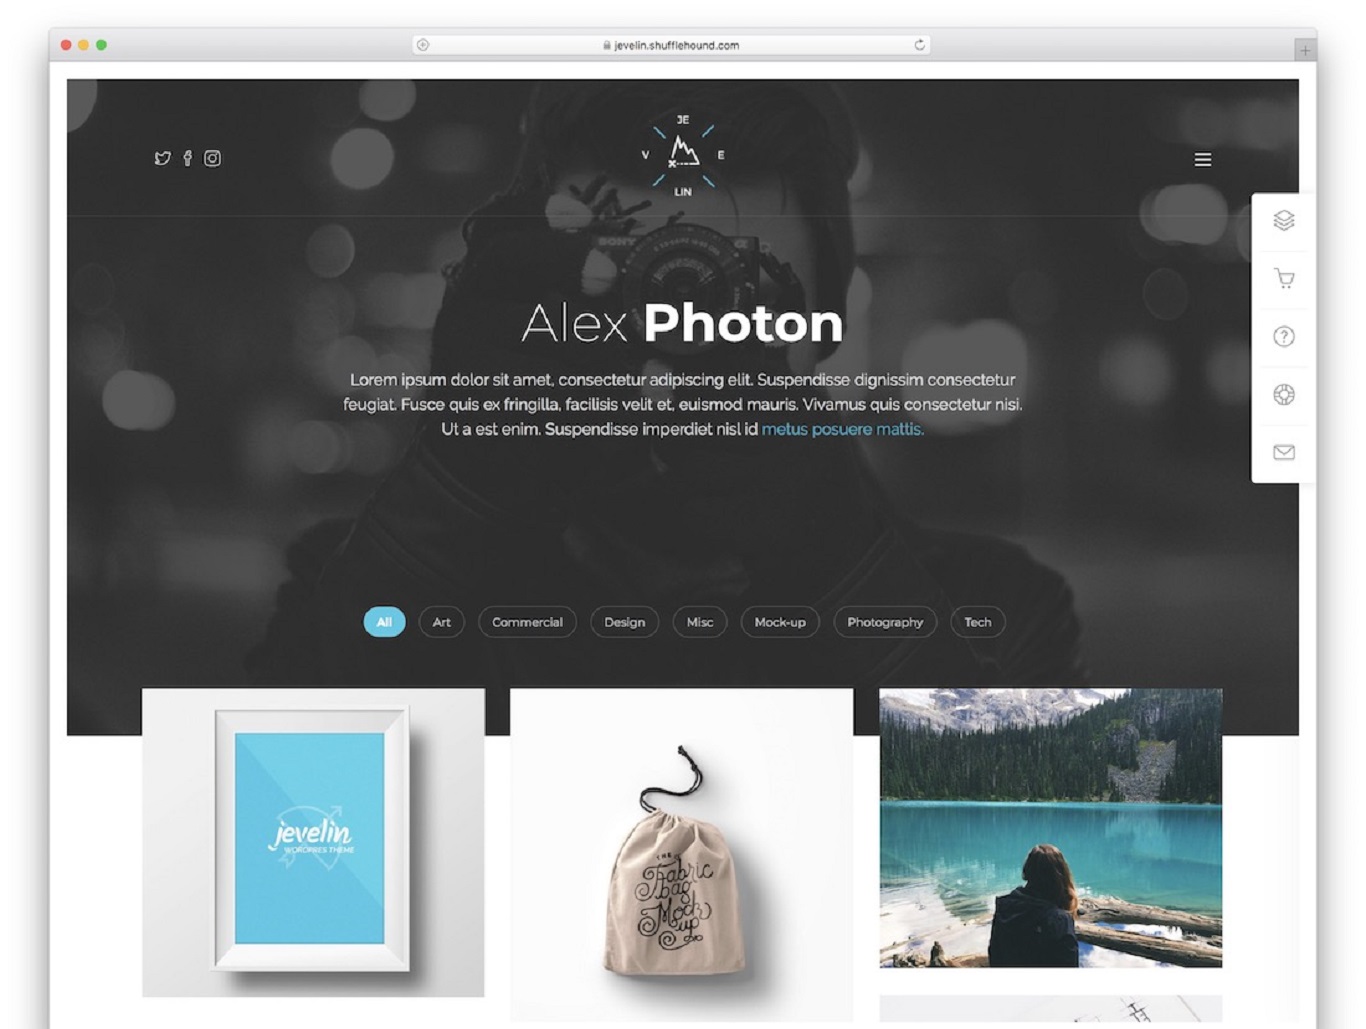 jevelin.shufflehound.com
JE
V E
LIN
SONY α
Alex Photon
Lorem ipsum dolor sit amet, consectetur adipiscing elit. Suspendisse dignissim consectetur
feugiat. Fusce quis ex fringilla, facilisis velit et, euismod mauris. Vivamus quis consectetur nisi.
Ut a est enim. Suspendisse imperdiet nisl id metus posuere mattis.
All Art Commercial Design Misc Mock-up Photography Tech
jevelin
WORDPRES THEME
THE
Fabric
bag
Mock
up